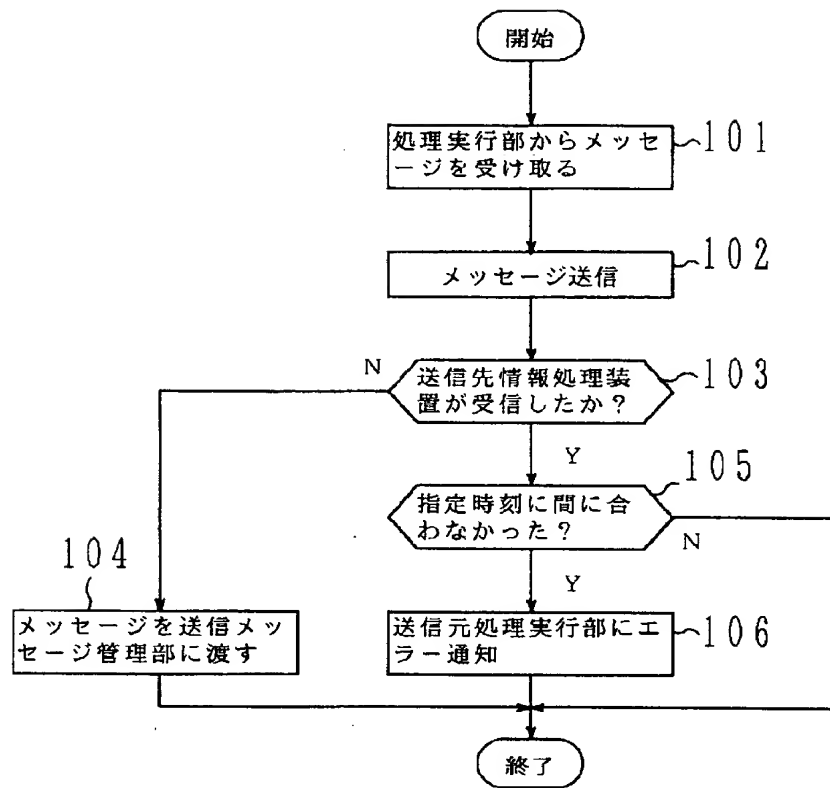 開始
処理実行部からメッセ
ージを受け取る
101
メッセージ送信
102
N
送信先情報処理装
置が受信したか?
103
Y
105
指定時刻に間に合
わなかった?
N
104
Y
メッセージを送信メッ
セージ管理部に渡す
送信元処理実行部にエ
ラー通知
106
終了